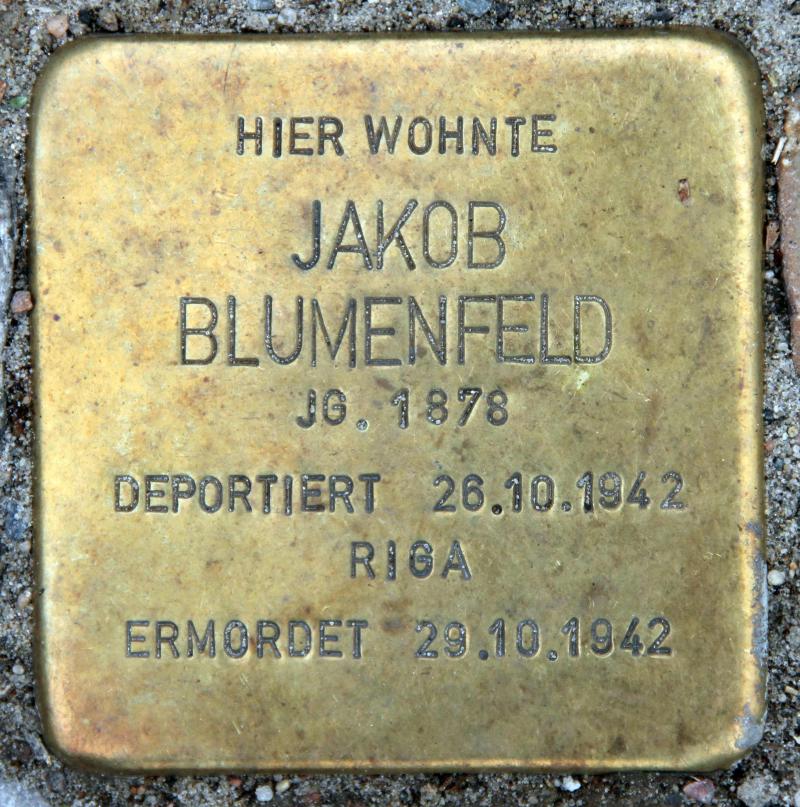 HIER WOHNTE
JAKOB
BLUMENFELD
JG. 1878
DEPORTIERT 26.10.1942
RIGA
ERMORDET 29.10.1942